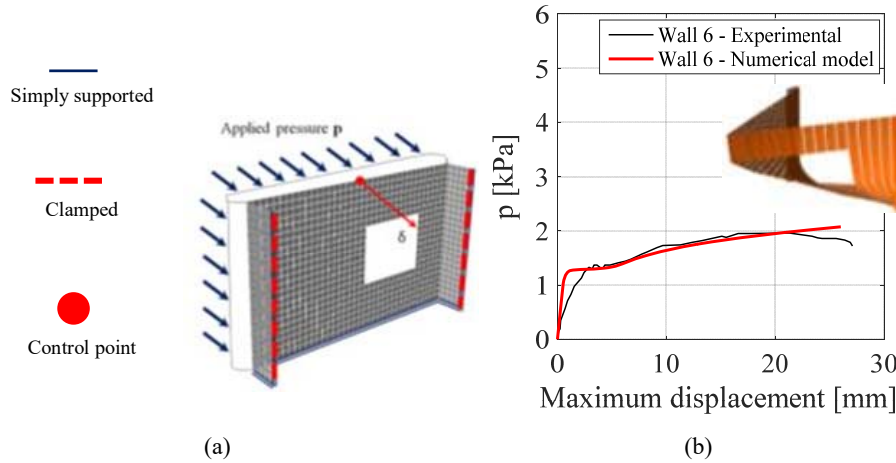 Simply supported
Clamped
Control point
Applied pressure p
δ
(a)
Wall 6 - Experimental
Wall 6 - Numerical model
p [kPa]
6
5
4
3
2
1
0
0 10 20 30
Maximum displacement [mm]
(b)